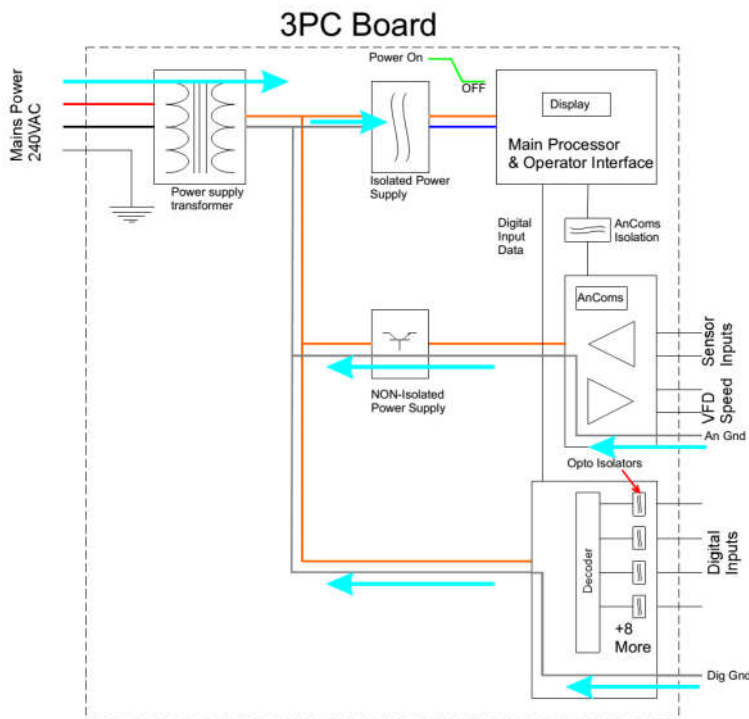 3PC Board
Power On
OFF
Mains Power
240VAC
Display
Main Processor
& Operator Interface
Power supply
transformer
Isolated Power
Supply
Digital
Input
Data
AnComs
Isolation
AnComs
Sensor
Inputs
NON-Isolated
Power Supply
VFD
Speed
An Gnd
Opto Isolators
Decoder
Digital
Inputs
+8
More
Dig Gnd